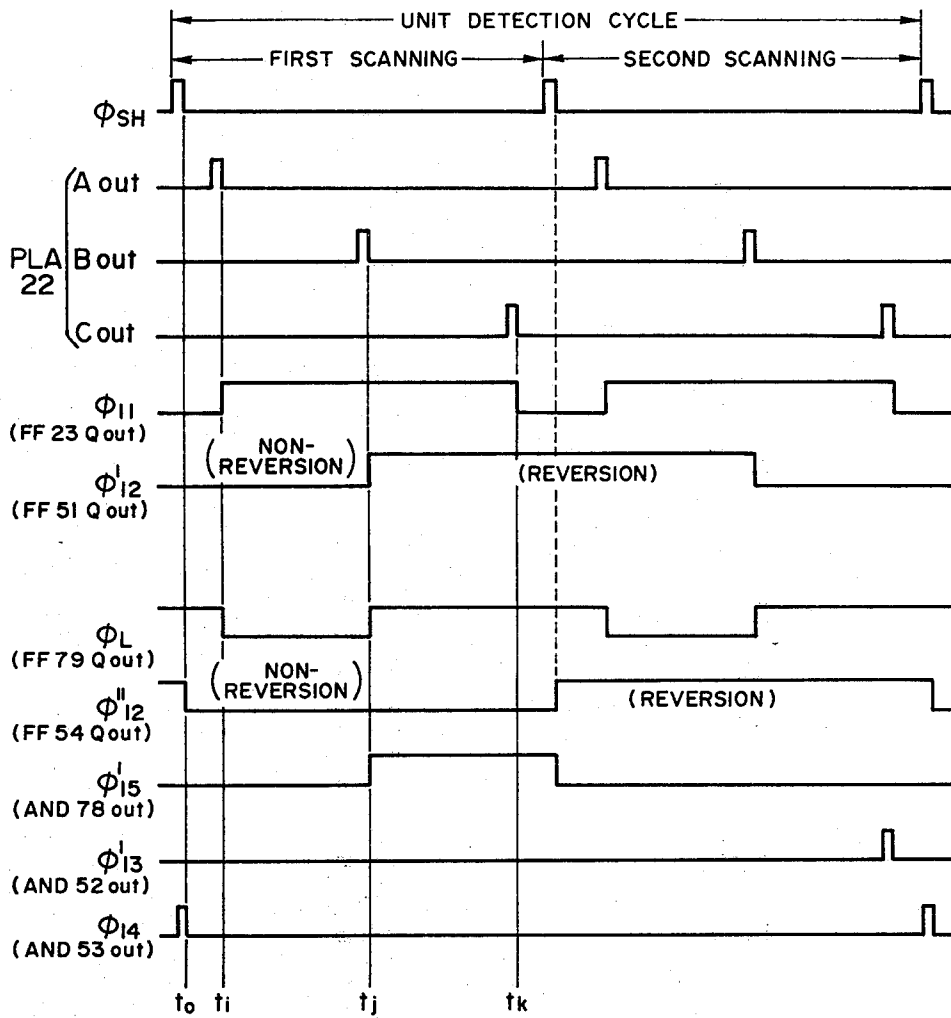 UNIT DETECTION CYCLE
FIRST SCANNING SECOND SCANNING
ϕSH
A out
PLA 22
B out
C out
ϕ11
(FF 23 Q out)
(NON-REVERSION)
ϕ'12
(REVERSION)
(FF 51 Q out)
ϕL
(FF 79 Q out)
(NON-REVERSION)
ϕ"12
(REVERSION)
(FF 54 Q out)
ϕ'15
(AND 78 out)
ϕ'13
(AND 52 out)
ϕ14
(AND 53 out)
to ti tj tk